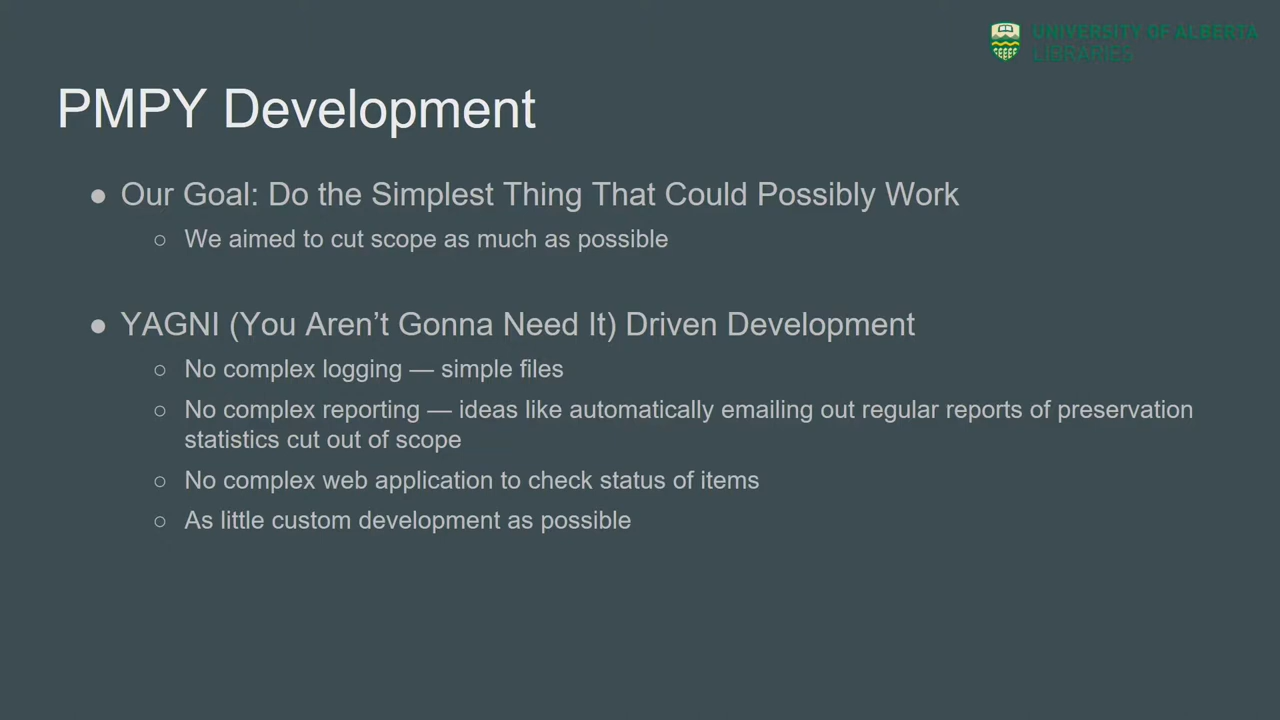 UNIVERSITY OF ALBERTA
LIBRARIES
PMPY Development
● Our Goal: Do the Simplest Thing That Could Possibly Work
○ We aimed to cut scope as much as possible
● YAGNI (You Aren’t Gonna Need It) Driven Development
○ No complex logging — simple files
○ No complex reporting — ideas like automatically emailing out regular reports of preservation
statistics cut out of scope
○ No complex web application to check status of items
○ As little custom development as possible